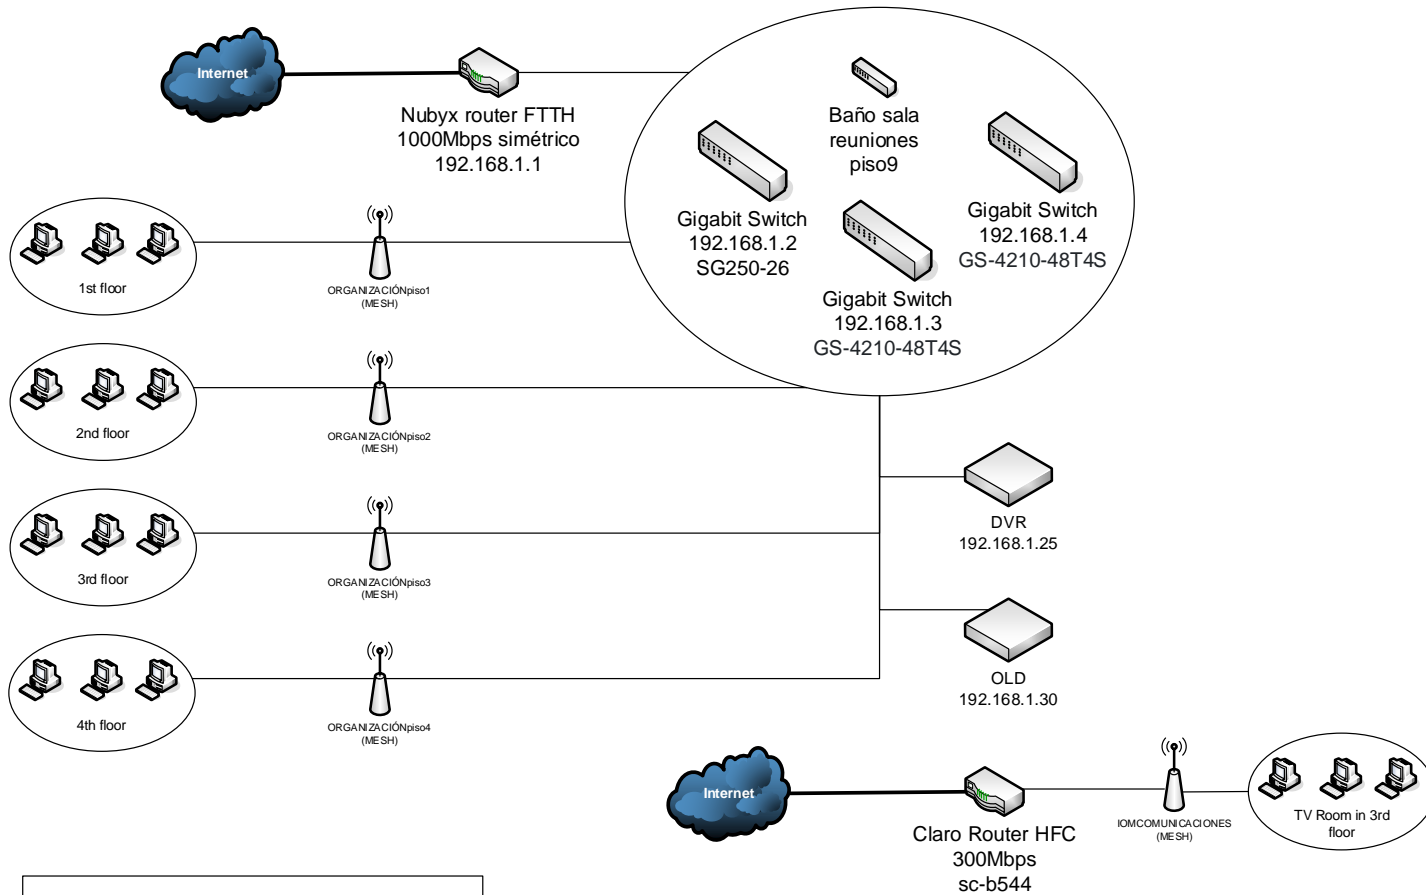 Internet
Nubyx router FTTH
1000Mbps simétrico
192.168.1.1
Baño sala
reuniones
piso9
Gigabit Switch
192.168.1.2
SG250-26
Gigabit Switch
192.168.1.4
GS-4210-48T4S
Gigabit Switch
192.168.1.3
GS-4210-48T4S
1st floor
ORGANIZACIÓNpiso1
(MESH)
2nd floor
ORGANIZACIÓNpiso2
(MESH)
3rd floor
ORGANIZACIÓNpiso3
(MESH)
4th floor
ORGANIZACIÓNpiso4
(MESH)
DVR
192.168.1.25
OLD
192.168.1.30
Internet
Claro Router HFC
300Mbps
sc-b544
IOMCOMUNICACIONES
(MESH)
TV Room in 3rd
floor